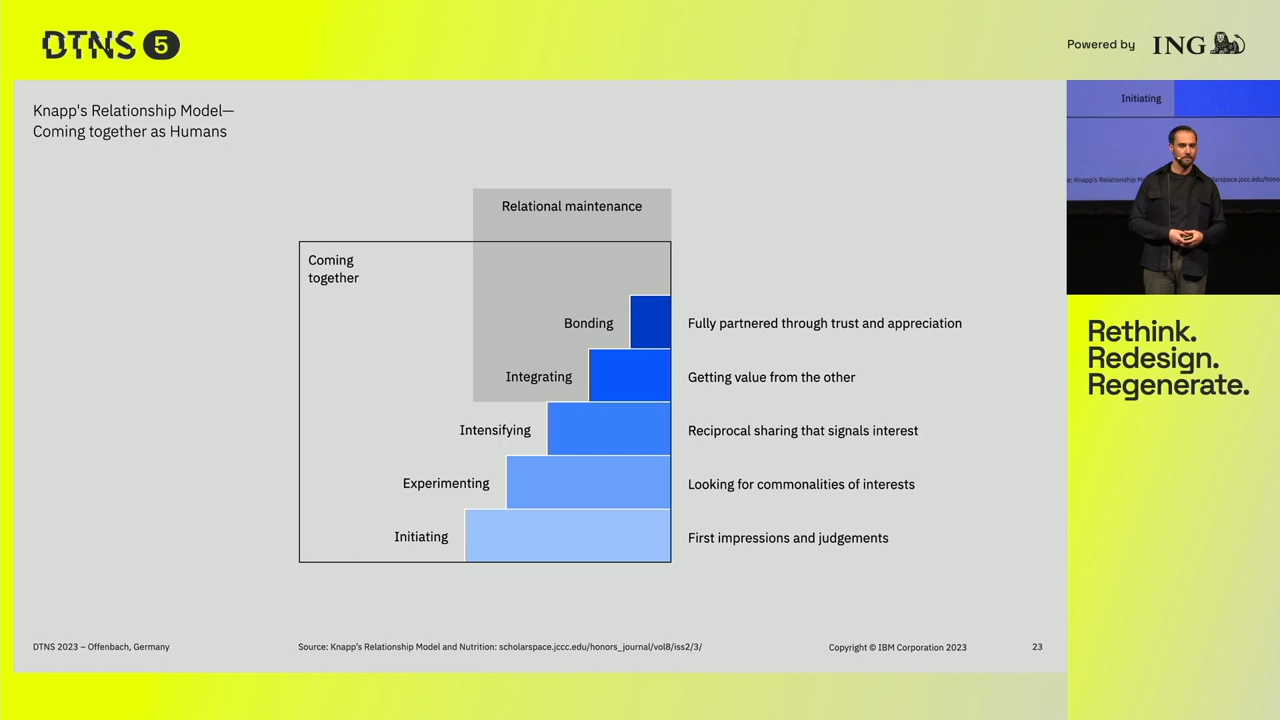 DTNS 5
Powered by ING
Knapp's Relationship Model—
Coming together as Humans
Relational maintenance
Coming
together
Bonding
Fully partnered through trust and appreciation
Integrating
Getting value from the other
Intensifying
Reciprocal sharing that signals interest
Experimenting
Looking for commonalities of interests
Initiating
First impressions and judgements
DTNS 2023 – Offenbach, Germany
Source: Knapp's Relationship Model and Nutrition: scholarspace.jccc.edu/honors_journal/vol8/iss2/3/
Copyright © IBM Corporation 2023
23
Initiating
Knapp's Relationship
Rethink.
Redesign.
Regenerate.